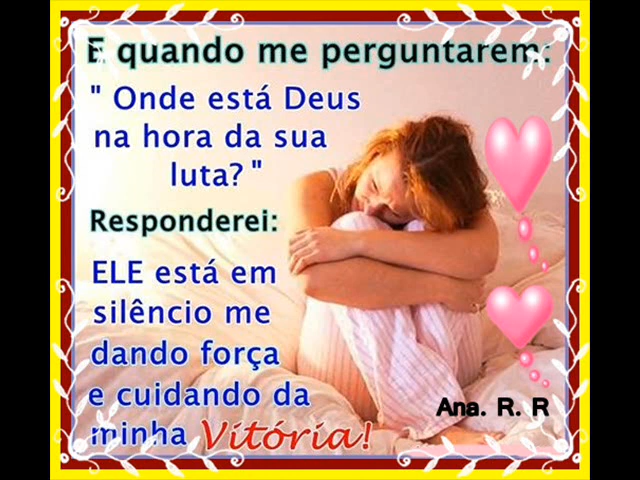 E quando me perguntarem:
" Onde está Deus
na hora da sua
luta? "
Responderei:
ELE está em
silêncio me
dando força
e cuidando da
minha Vitória!
Ana. R. R